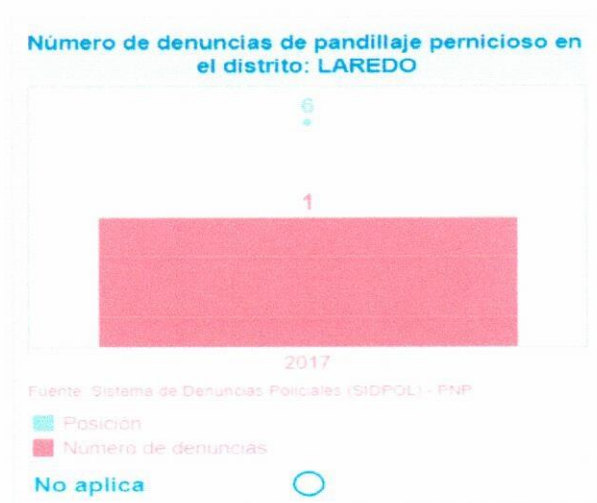 Número de denuncias de pandillaje pernicioso en
el distrito: LAREDO
6
1
2017
Fuente: Sistema de Denuncias Policiales (SIDPOL) - PNP
Posición
Número de denuncias
No aplica